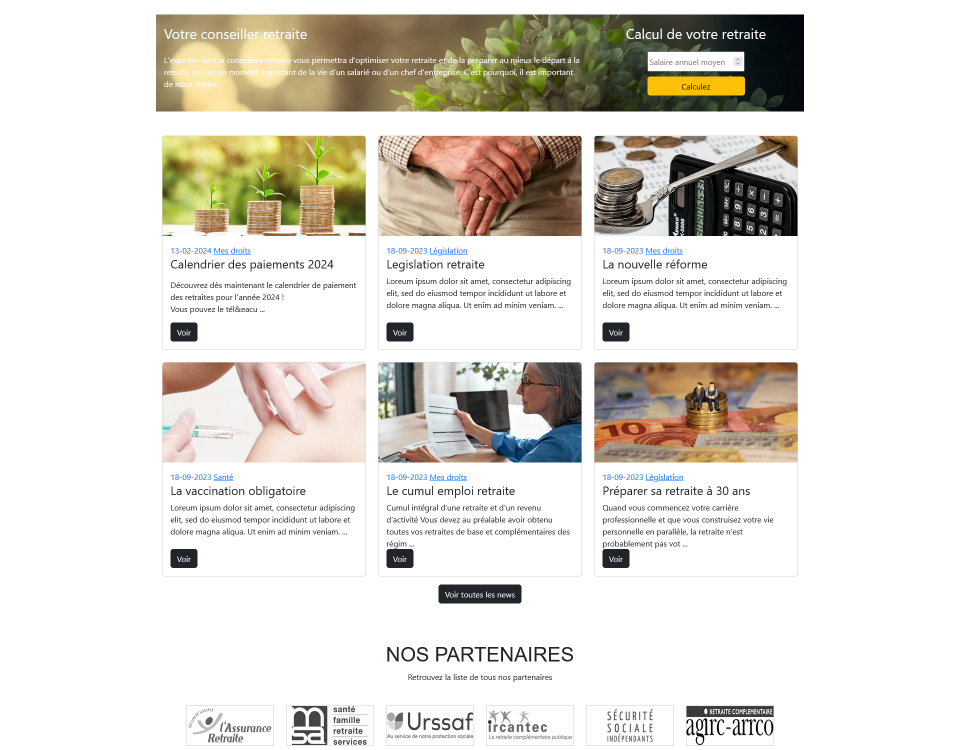 Votre conseiller retraite
L'expertise de nos conseillers retraite vous permettra d'optimiser votre retraite et de la préparer au mieux le départ à la
retraite qui est un moment important de la vie d'un salarié ou d'un chef d'entreprise. C'est pourquoi, il est important
de nous choisir.
Calcul de votre retraite
Salaire annuel moyen
Calculez
13-02-2024 Mes droits
Calendrier des paiements 2024
Découvrez dès maintenant le calendrier de paiement
des retraites pour l'année 2024 !
Vous pouvez le tél&eacu ...
Voir
18-09-2023 Législation
Legislation retraite
Loreum ipsum dolor sit amet, consectetur adipiscing
elit, sed do eiusmod tempor incididunt ut labore et
dolore magna aliqua. Ut enim ad minim veniam. ...
Voir
18-09-2023 Mes droits
La nouvelle réforme
Loreum ipsum dolor sit amet, consectetur adipiscing
elit, sed do eiusmod tempor incididunt ut labore et
dolore magna aliqua. Ut enim ad minim veniam. ...
Voir
18-09-2023 Santé
La vaccination obligatoire
Loreum ipsum dolor sit amet, consectetur adipiscing
elit, sed do eiusmod tempor incididunt ut labore et
dolore magna aliqua. Ut enim ad minim veniam. ...
Voir
18-09-2023 Mes droits
Le cumul emploi retraite
Cumul intégral d'une retraite et d'un revenu
d'activité Vous devez au préalable avoir obtenu
toutes vos retraites de base et complémentaires des
régim ...
Voir
18-09-2023 Législation
Préparer sa retraite à 30 ans
Quand vous commencez votre carrière
professionnelle et que vous construisez votre vie
personnelle en parallèle, la retraite n'est
probablement pas vot ...
Voir
Voir toutes les news
NOS PARTENAIRES
Retrouvez la liste de tous nos partenaires
SÉCURITÉ SOCIALE
l'Assurance
Retraite
msa
santé
famille
retraite
services
Urssaf
Au service de notre protection sociale
ircantec
La retraite complémentaire publique
SÉCURITÉ
SOCIALE
INDÉPENDANTS
RETRAITE COMPLEMENTAIRE
agirc-arrco